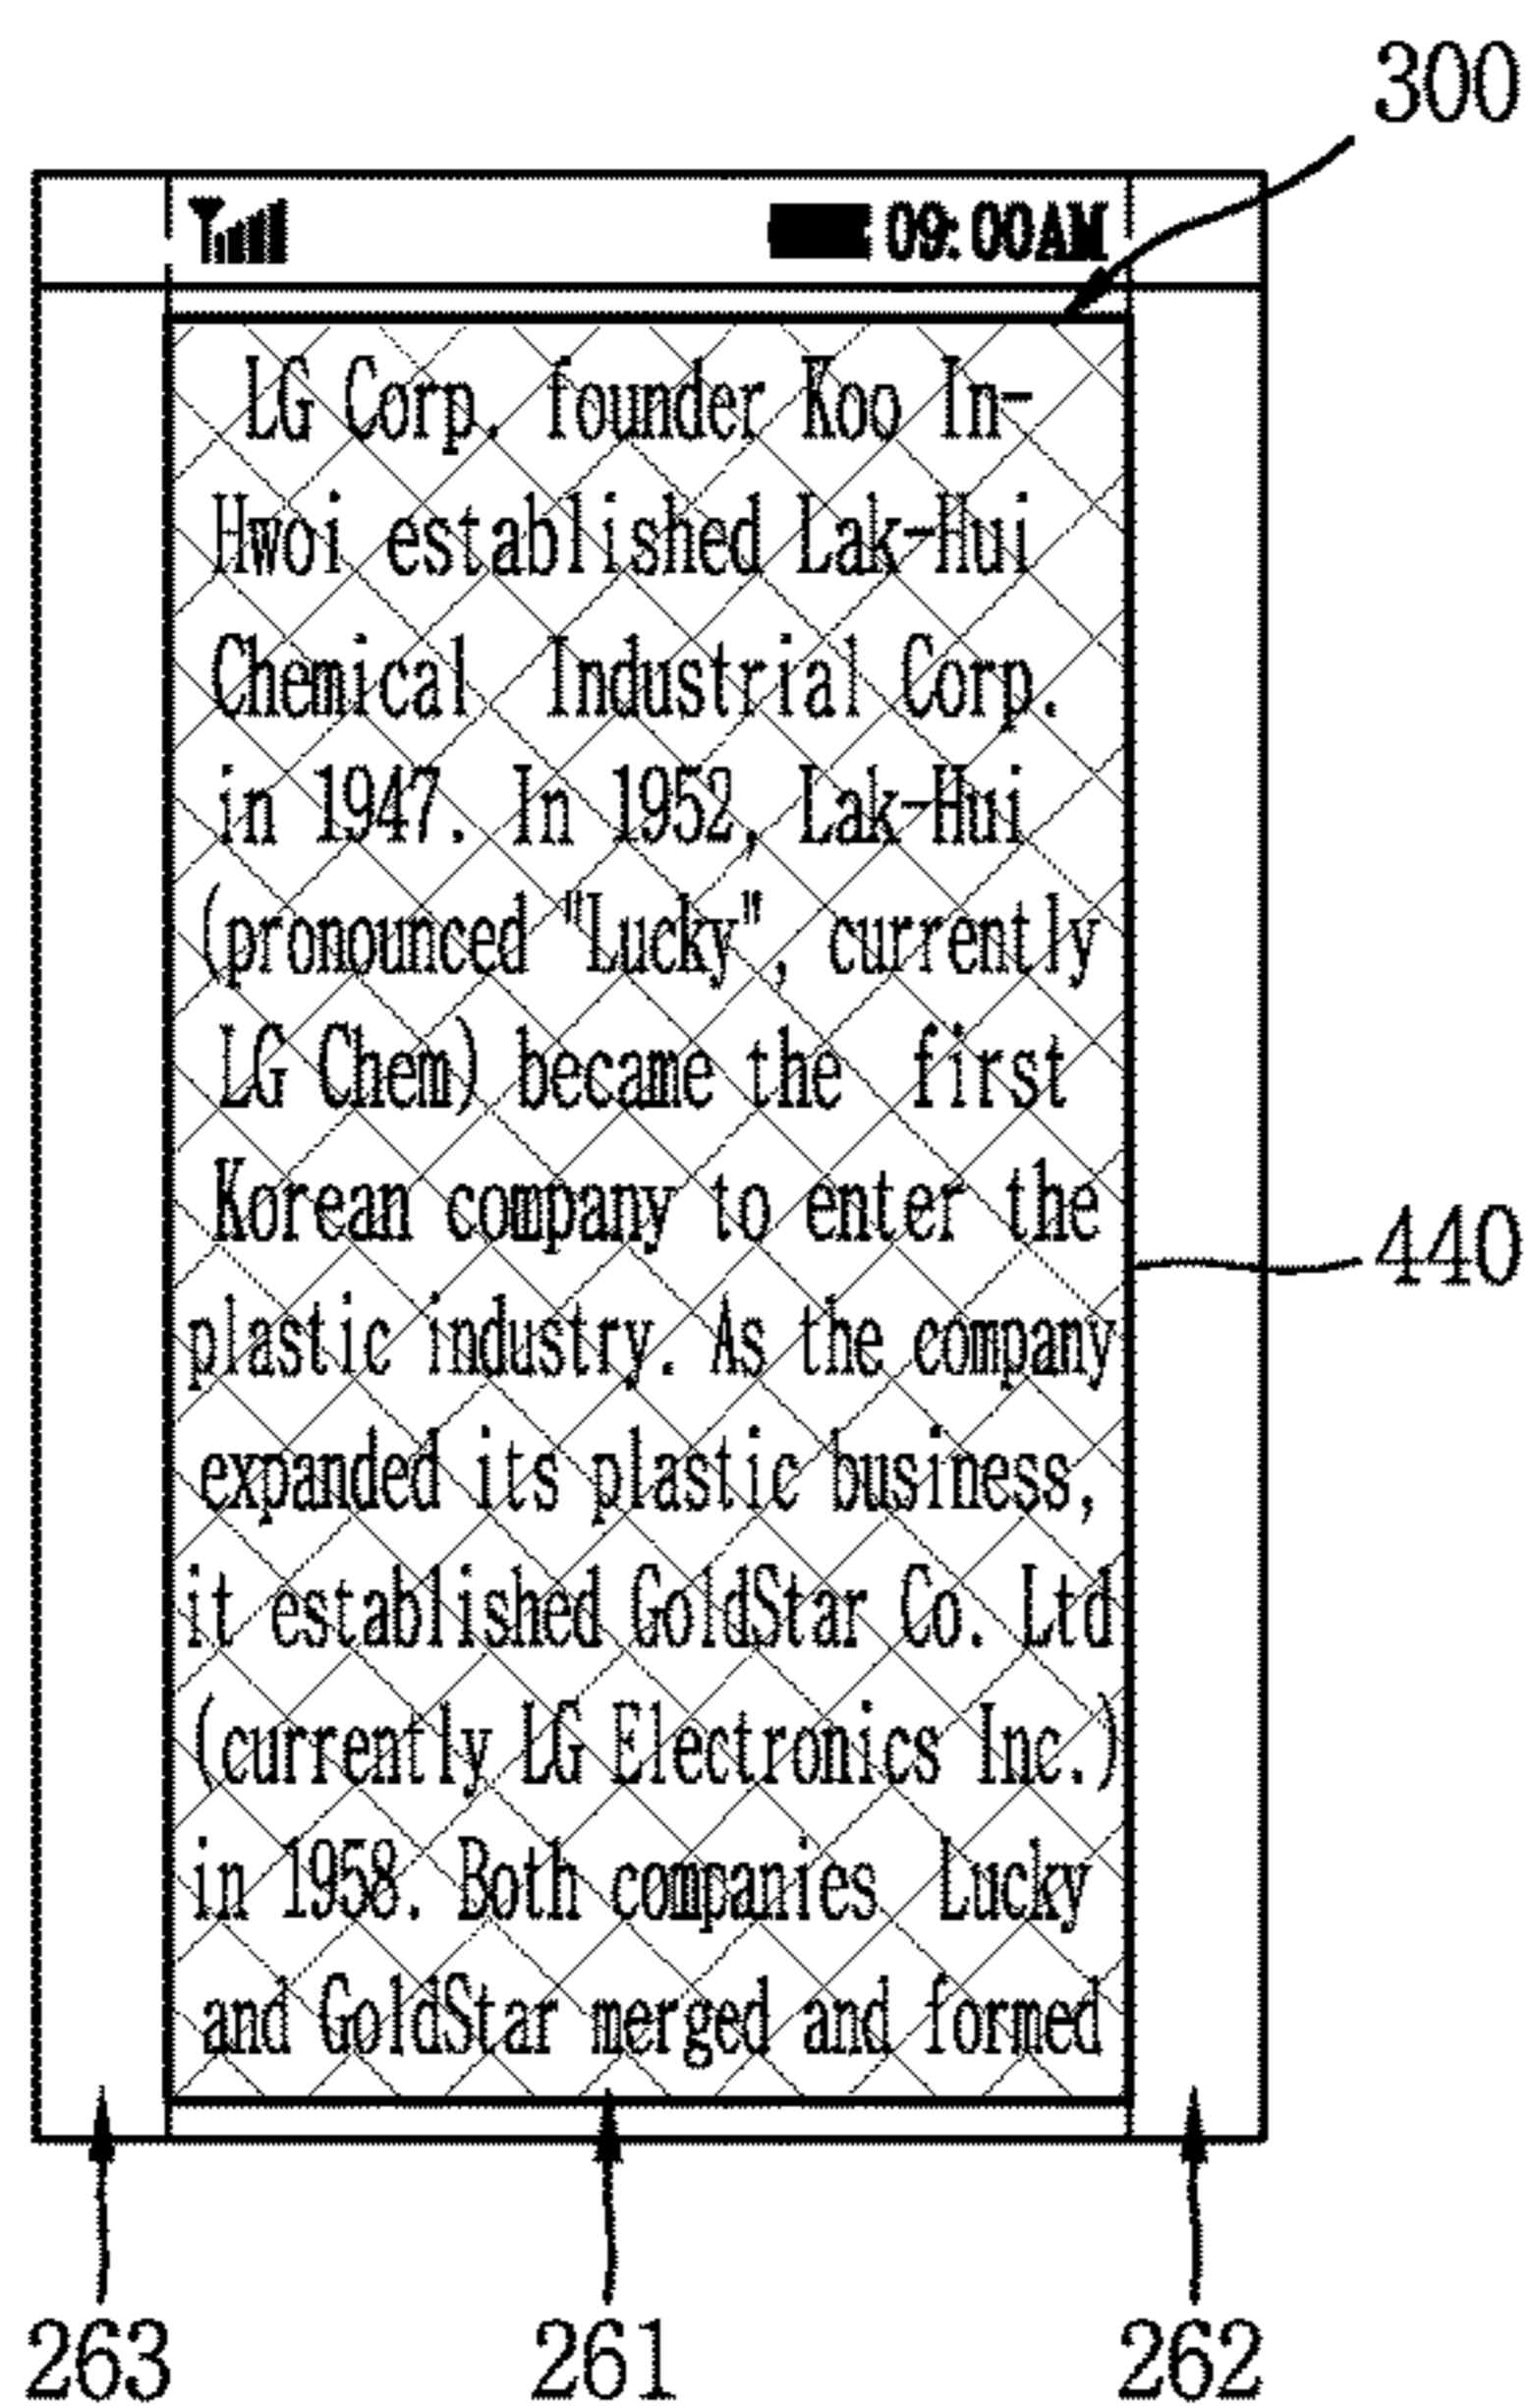 300
09:00AM
LG Corp. founder Koo In-
Hwoi established Lak-Hui
Chemical Industrial Corp.
in 1947. In 1952, Lak-Hui
(pronounced "Lucky", currently
LG Chem) became the first
Korean company to enter the
440
plastic industry. As the company
expanded its plastic business,
it established GoldStar Co. Ltd
(currently LG Electronics Inc.)
in 1958. Both companies Lucky
and GoldStar merged and formed
263 261 262